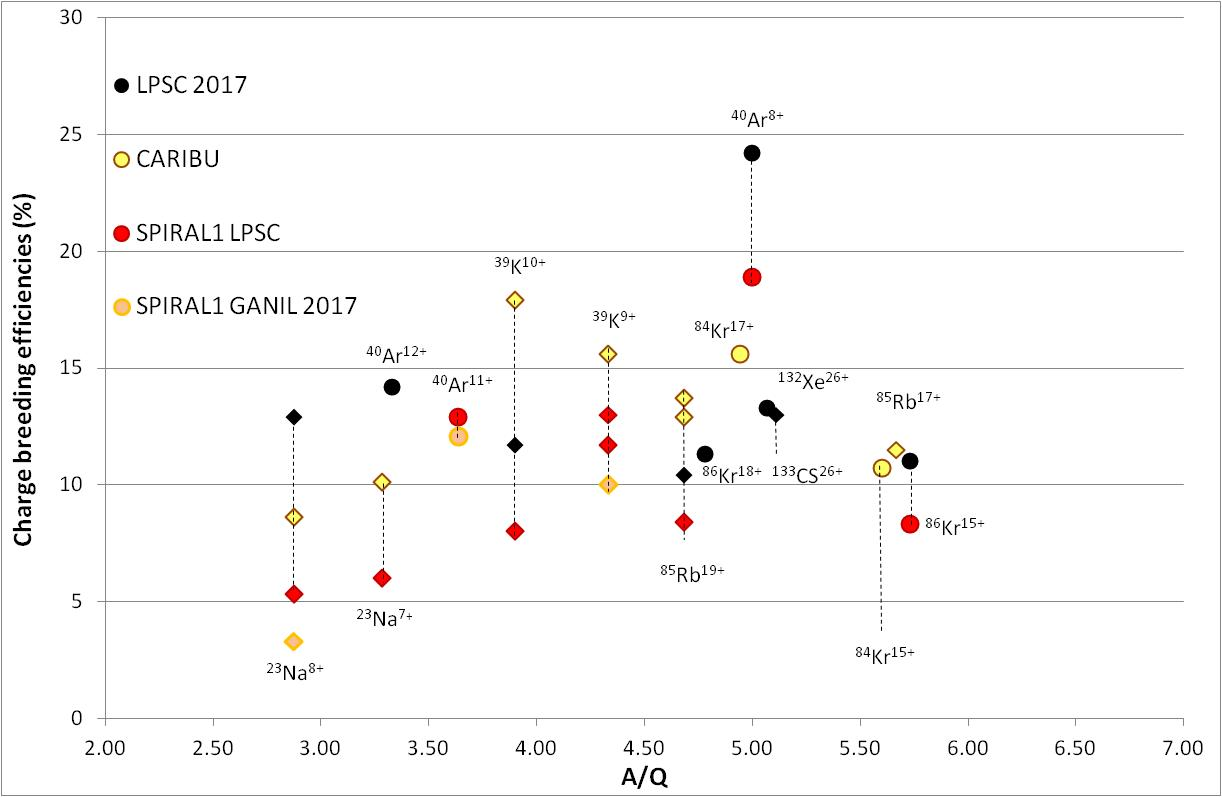 30
LPSC 2017
25
⁴⁰Ar⁸⁺
CARIBU
SPIRAL1 LPSC
20
³⁹K¹⁰⁺
SPIRAL1 GANIL 2017
³⁹K⁹⁺
⁸⁴Kr¹⁷⁺
⁴⁰Ar¹²⁺
⁴⁰Ar¹¹⁺
¹³²Xe²⁶⁺
15
⁸⁵Rb¹⁷⁺
⁸⁶Kr¹⁸⁺
¹³³CS²⁶⁺
10
⁸⁶Kr¹⁵⁺
⁸⁵Rb¹⁹⁺
5
²³Na⁷⁺
⁸⁴Kr¹⁵⁺
²³Na⁸⁺
0
2.00 2.50 3.00 3.50 4.00 4.50 5.00 5.50 6.00 6.50 7.00
A/Q
Charge breeding efficiencies (%)